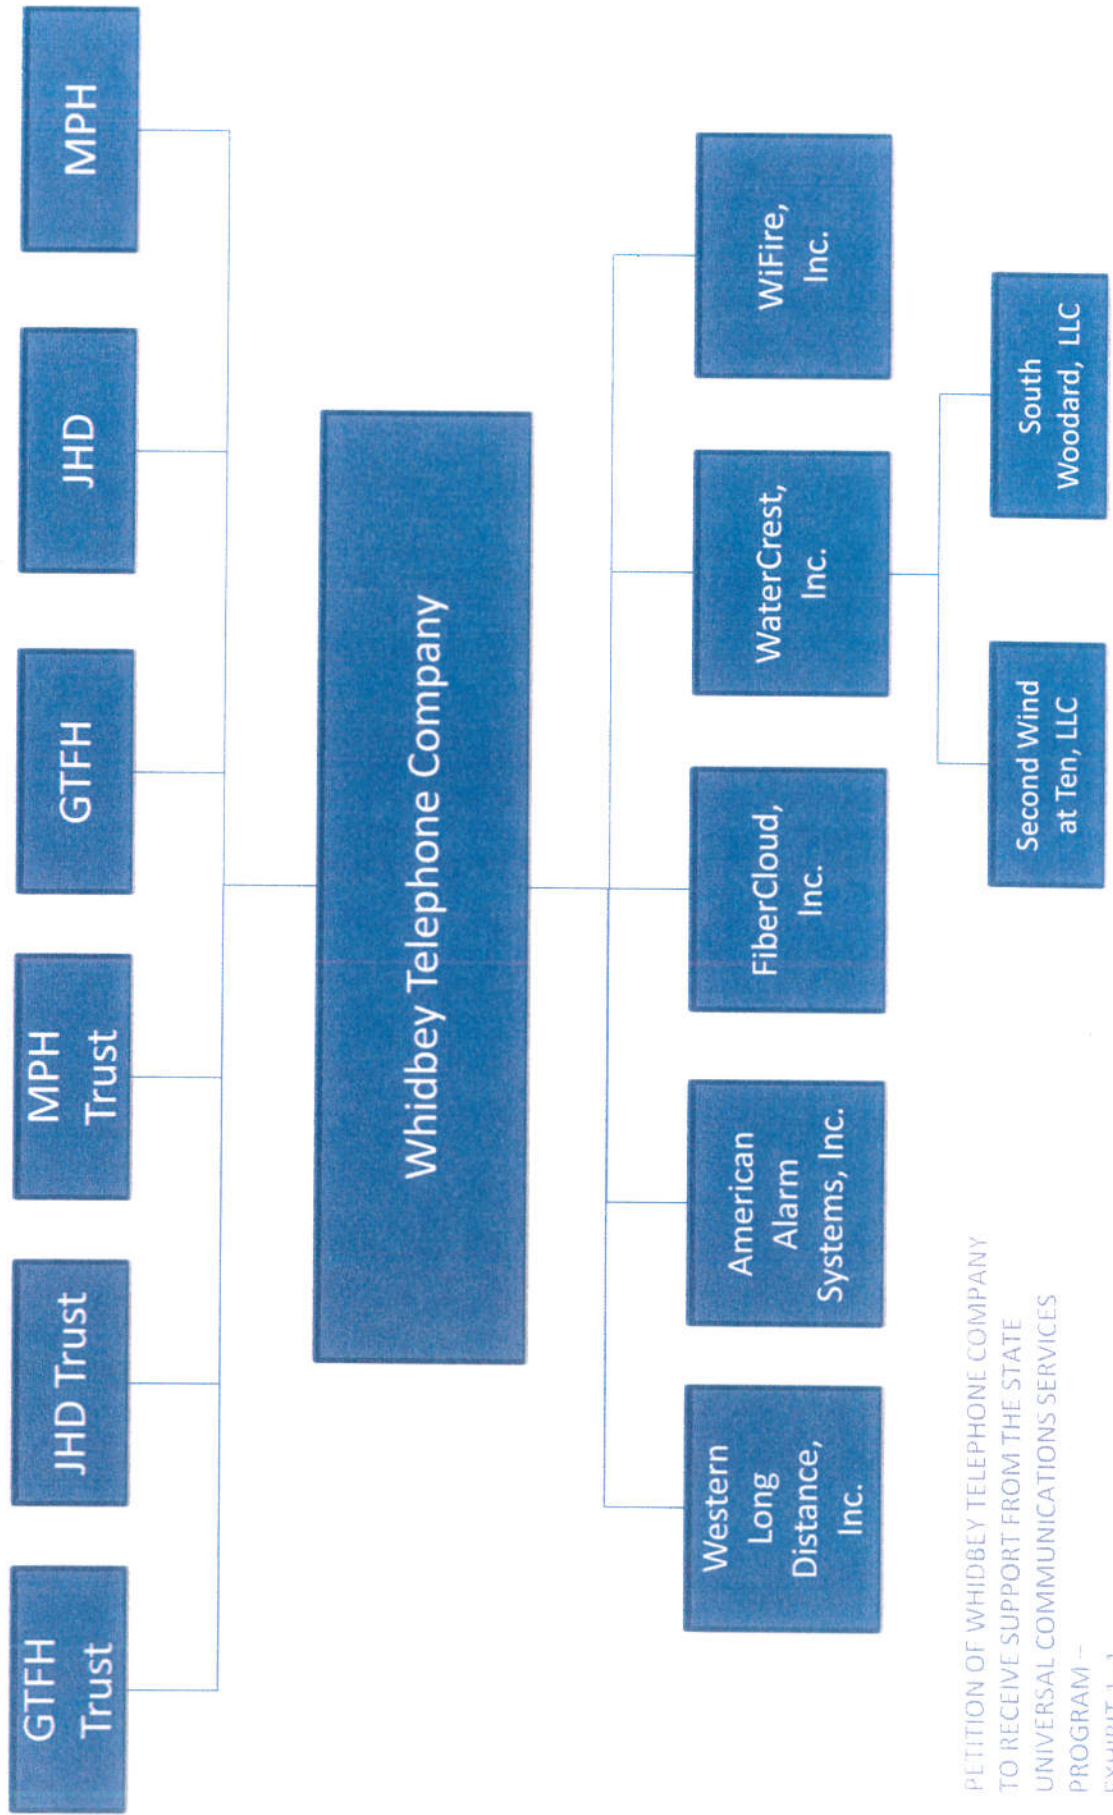 GTFH
Trust
JHD Trust
MPH
Trust
GTFH
JHD
MPH
Whidbey Telephone Company
Western
Long
Distance,
Inc.
American
Alarm
Systems, Inc.
FiberCloud,
Inc.
WaterCrest,
Inc.
WiFire,
Inc.
Second Wind
at Ten, LLC
South
Woodard, LLC
PETITION OF WHIDBEY TELEPHONE COMPANY
TO RECEIVE SUPPORT FROM THE STATE
UNIVERSAL COMMUNICATIONS SERVICES
PROGRAM –
EXHIBIT